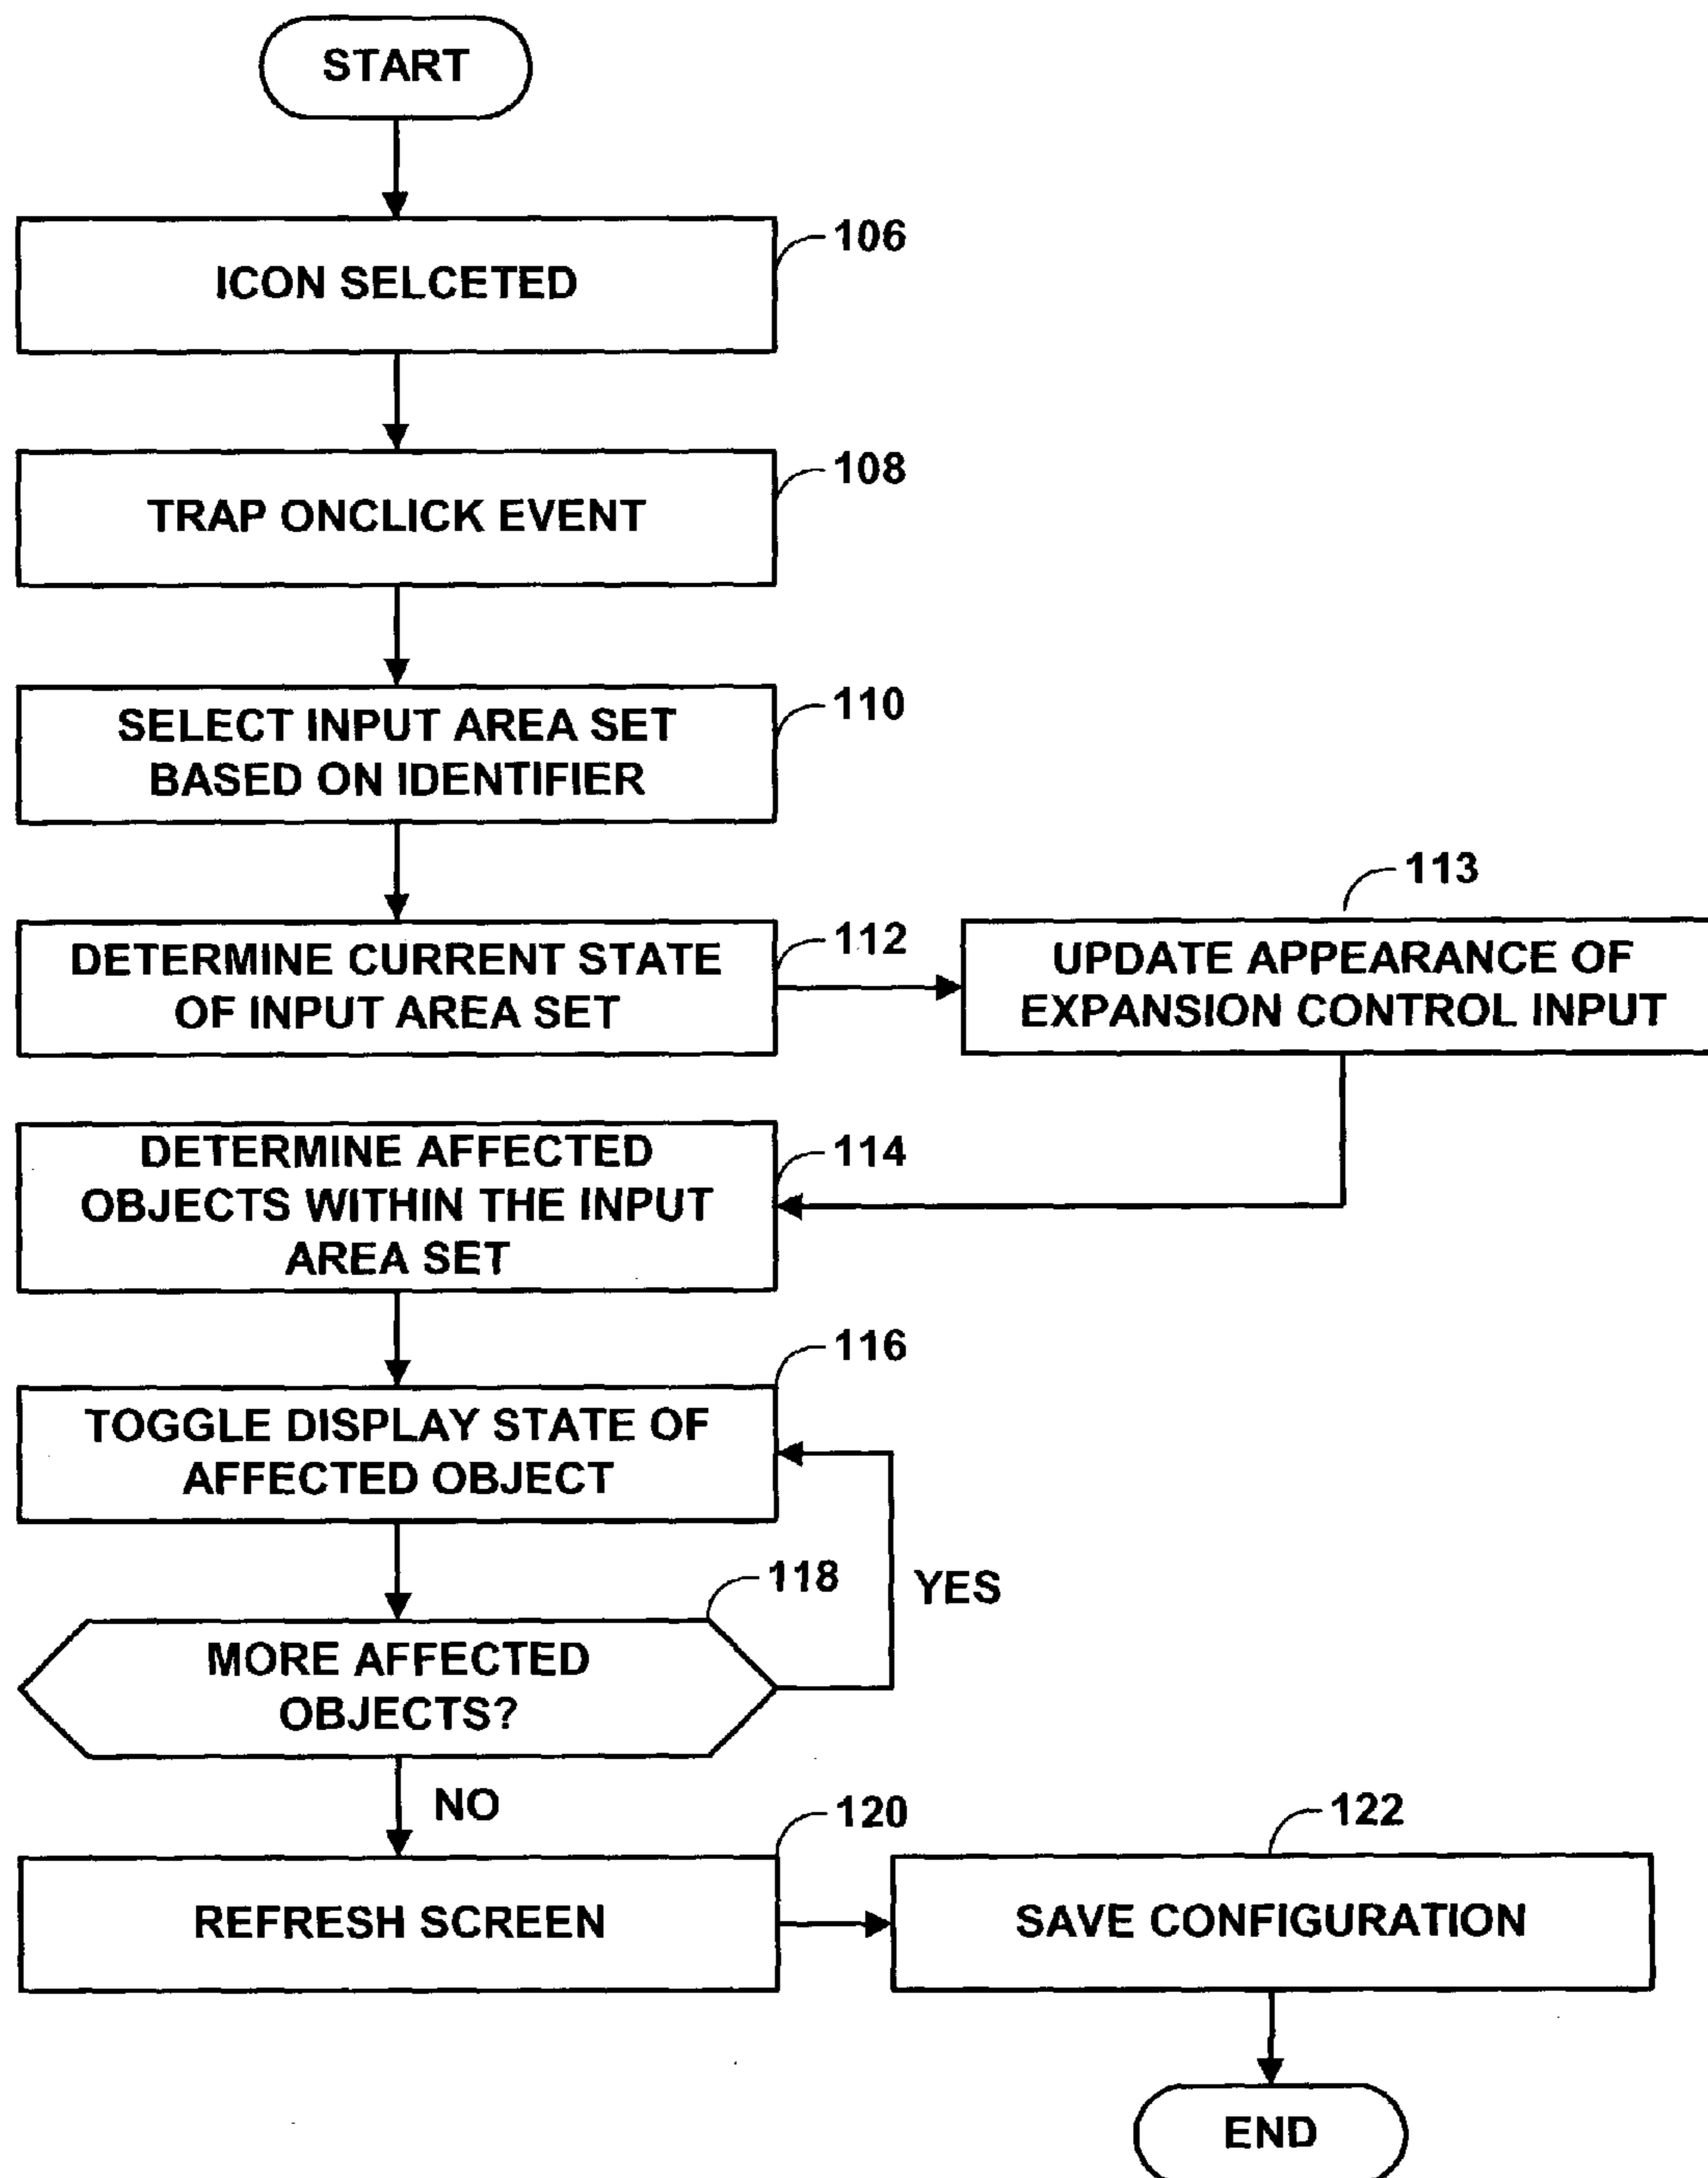 START
106
ICON SELCETED
108
TRAP ONCLICK EVENT
110
SELECT INPUT AREA SET
BASED ON IDENTIFIER
112
DETERMINE CURRENT STATE
OF INPUT AREA SET
113
UPDATE APPEARANCE OF
EXPANSION CONTROL INPUT
114
DETERMINE AFFECTED
OBJECTS WITHIN THE INPUT
AREA SET
116
TOGGLE DISPLAY STATE OF
AFFECTED OBJECT
118
YES
MORE AFFECTED
OBJECTS?
NO
120
REFRESH SCREEN
122
SAVE CONFIGURATION
END